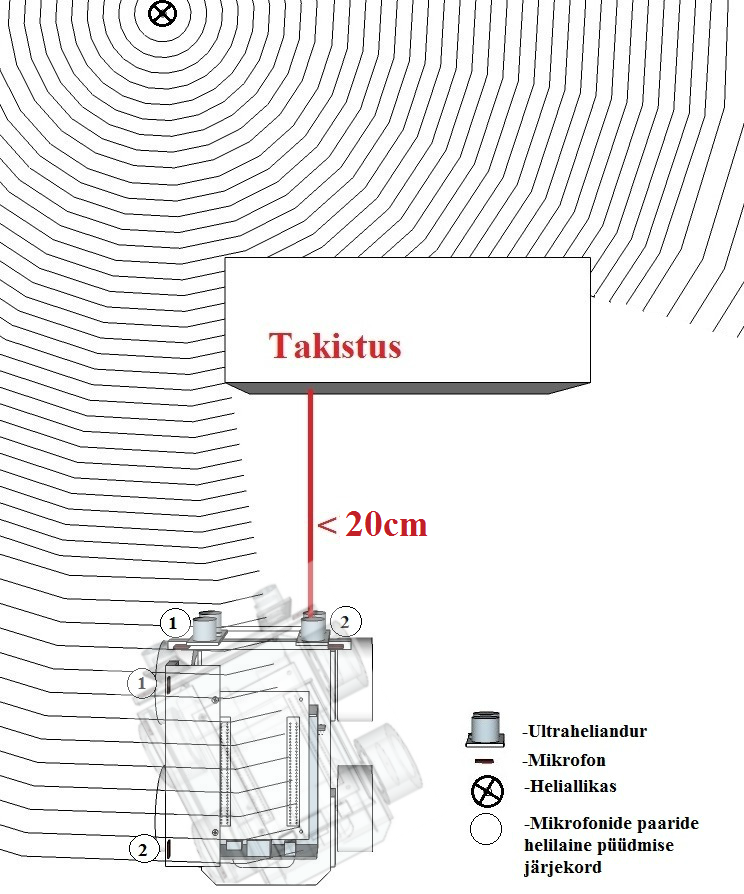 Takistus
< 20cm
1
2
1
2
-Ultraheliandur
-Mikrofon
-Heliallikas
-Mikrofonide paaride
helilaine püüdmise
järjekord